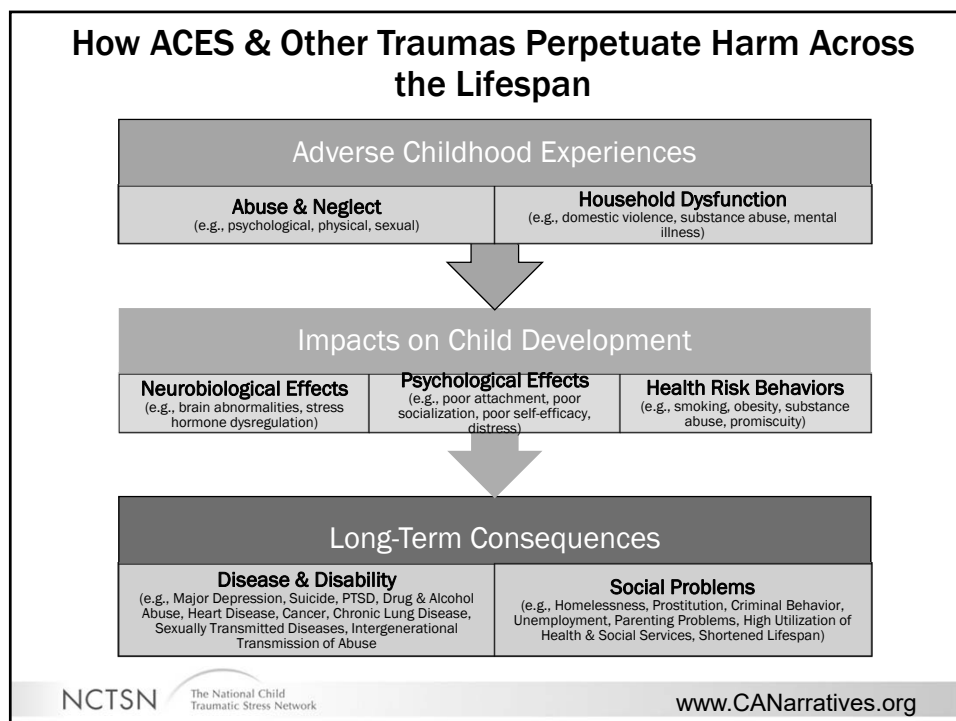 How ACES & Other Traumas Perpetuate Harm Across
the Lifespan
Adverse Childhood Experiences
Abuse & Neglect
(e.g., psychological, physical, sexual)
Household Dysfunction
(e.g., domestic violence, substance abuse, mental
illness)
Impacts on Child Development
Neurobiological Effects
(e.g., brain abnormalities, stress
hormone dysregulation)
Psychological Effects
(e.g., poor attachment, poor
socialization, poor self-efficacy,
distress)
Health Risk Behaviors
(e.g., smoking, obesity, substance
abuse, promiscuity)
Long-Term Consequences
Disease & Disability
(e.g., Major Depression, Suicide, PTSD, Drug & Alcohol
Abuse, Heart Disease, Cancer, Chronic Lung Disease,
Sexually Transmitted Diseases, Intergenerational
Transmission of Abuse
Social Problems
(e.g., Homelessness, Prostitution, Criminal Behavior,
Unemployment, Parenting Problems, High Utilization of
Health & Social Services, Shortened Lifespan)
NCTSN
The National Child
Traumatic Stress Network
www.CANarratives.org